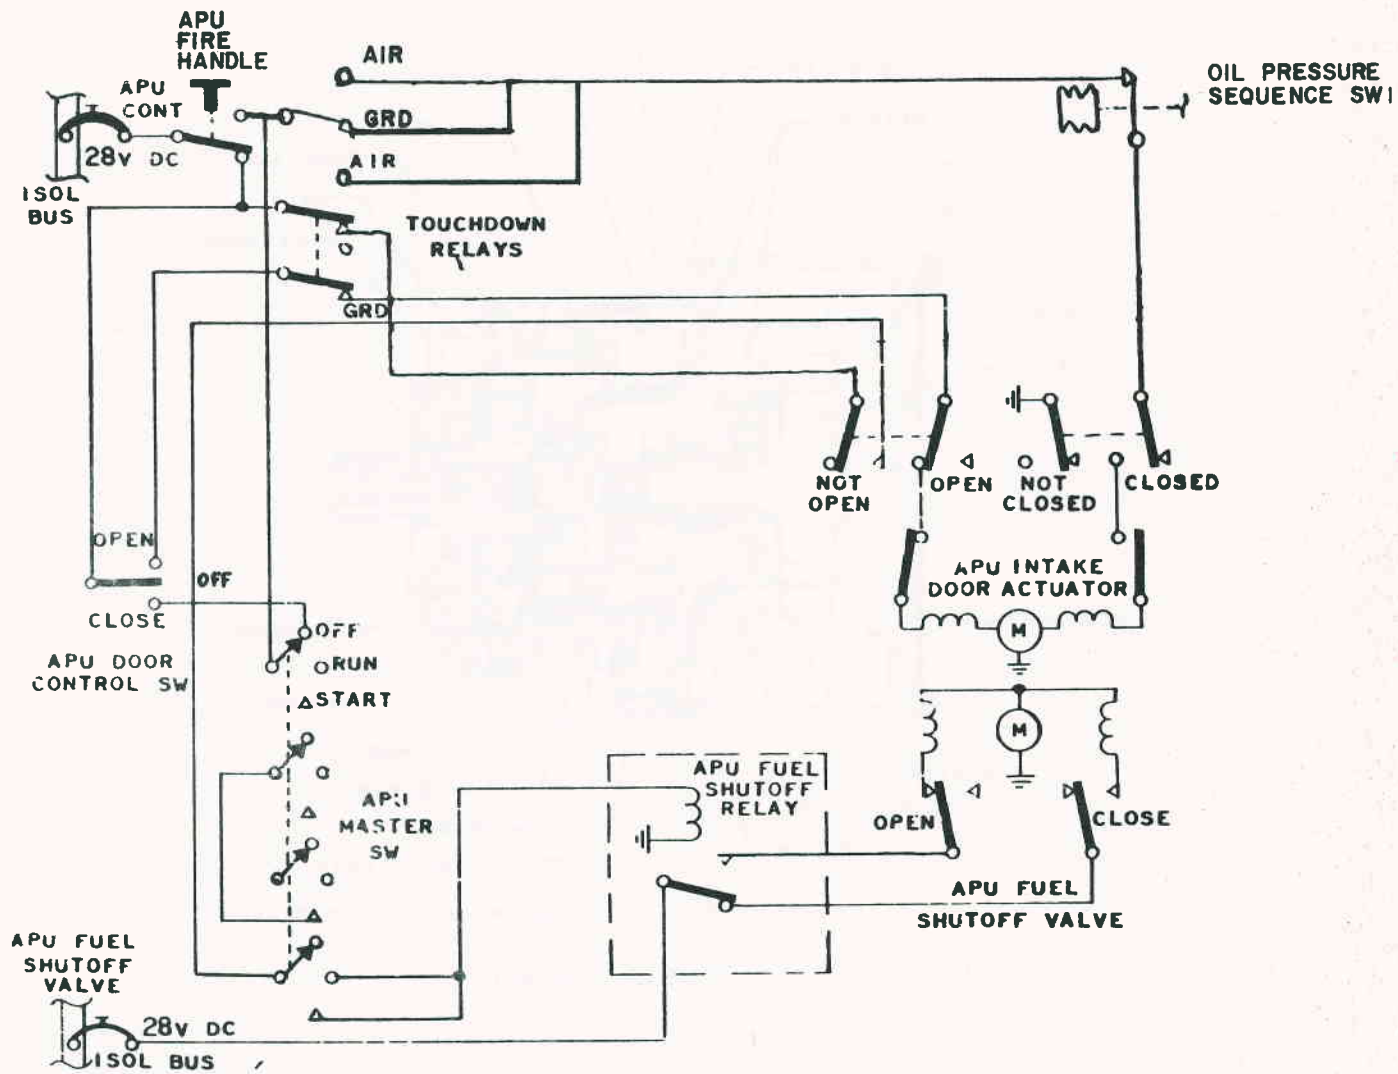 APU
FIRE
HANDLE
AIR
APU
CONT
OIL PRESSURE
SEQUENCE SW1
GRD
28V DC
AIR
ISOL
BUS
TOUCHDOWN
RELAYS
GRD
NOT
OPEN
OPEN
NOT
CLOSED
CLOSED
OPEN
OFF
CLOSE
APU INTAKE
DOOR ACTUATOR
OFF
M
APU DOOR
CONTROL SW
RUN
START
M
APU FUEL
SHUTOFF
RELAY
APU
MASTER
SW
OPEN
CLOSE
APU FUEL
SHUTOFF VALVE
APU FUEL
SHUTOFF
VALVE
28V DC
ISOL BUS